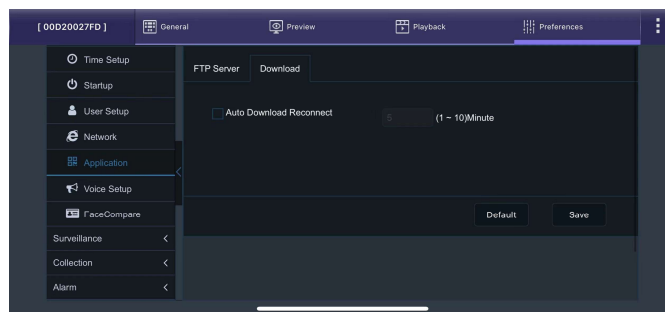 [ 00D20027FD ] General Preview Playback Preferences
Time Setup
FTP Server Download
Startup
User Setup
Auto Download Reconnect 5 (1 ~ 10)Minute
Network
Application
Voice Setup
FaceCompare
Default Save
Surveillance
Collection
Alarm